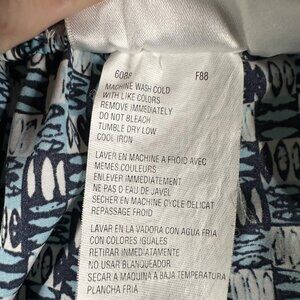 6088 F88
MACHINE WASH COLD
WITH LIKE COLORS
REMOVE IMMEDIATELY
DO NOT BLEACH
TUMBLE DRY LOW
COOL IRON
LAVER EN MACHINE A FROID AVEC
MEMES COULEURS
ENLEVER IMMEDIATEMENT
NE PAS D'EAU DE JAVEL
SECHER EN MACHINE CYCLE DELICAT
REPASSAGE FROID
LAVAR EN LA VADORA CON AGUA FRIA
CON COLORES IGUALES
RETIRAR INMEDIATAMENTE
NO USAR BLANQUEADOR
SECAR A MAQUINA A BAJA TEMPERATURA
PLANCHA FRIA